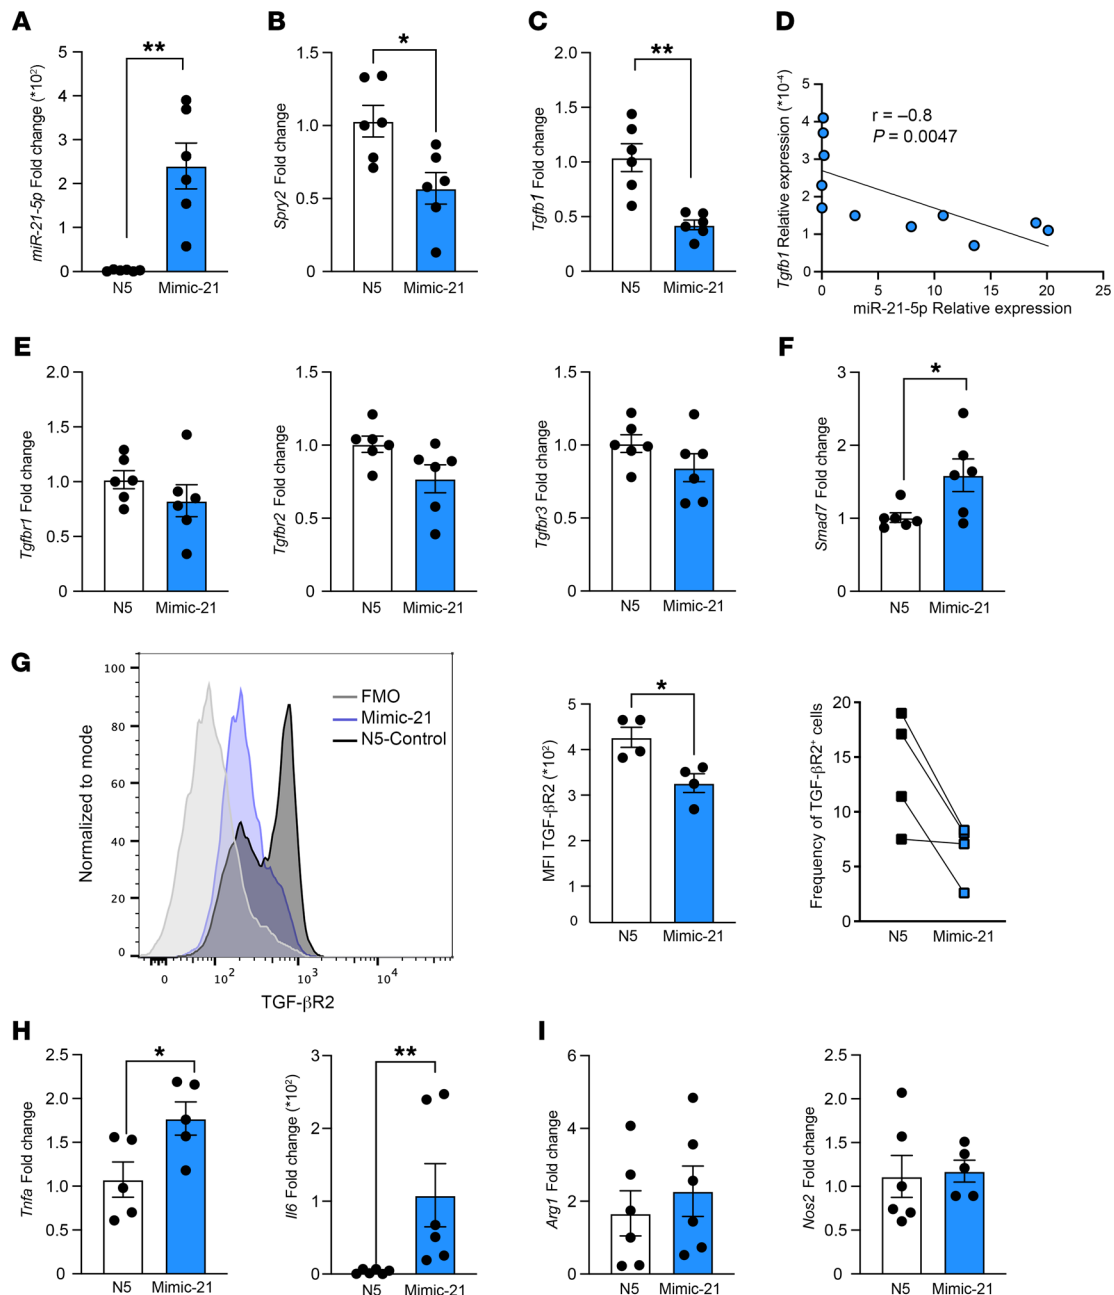 A
miR-21-5p Fold change (*10²)
5
4
3
2
1
0
**
N5
Mimic-21
B
Spry2 Fold change
1.5
1.0
0.5
0
*
N5
Mimic-21
C
Tgfb1 Fold change
2.0
1.5
1.0
0.5
0
**
N5
Mimic-21
D
Tgfb1 Relative expression (*10⁻⁴)
5
4
3
2
1
0
r = –0.8
P = 0.0047
0 5 10 15 20 25
miR-21-5p Relative expression
E
Tgfbr1 Fold change
2.0
1.5
1.0
0.5
0
N5
Mimic-21
Tgfbr2 Fold change
1.5
1.0
0.5
0
N5
Mimic-21
Tgfbr3 Fold change
1.5
1.0
0.5
0
N5
Mimic-21
F
Smad7 Fold change
3
2
1
0
*
N5
Mimic-21
G
Normalized to mode
100
80
60
40
20
0
FMO
Mimic-21
N5-Control
0 10² 10³ 10⁴
TGF-βR2
MFI TGF-βR2 (*10²)
5
4
3
2
1
0
*
N5
Mimic-21
Frequency of TGF-βR2⁺ cells
20
15
10
5
0
N5
Mimic-21
H
Tnfa Fold change
2.5
2.0
1.5
1.0
0.5
0
*
N5
Mimic-21
Il6 Fold change (*10²)
3
2
1
0
**
N5
Mimic-21
I
Arg1 Fold change
6
4
2
0
N5
Mimic-21
Nos2 Fold change
2.5
2.0
1.5
1.0
0.5
0
N5
Mimic-21